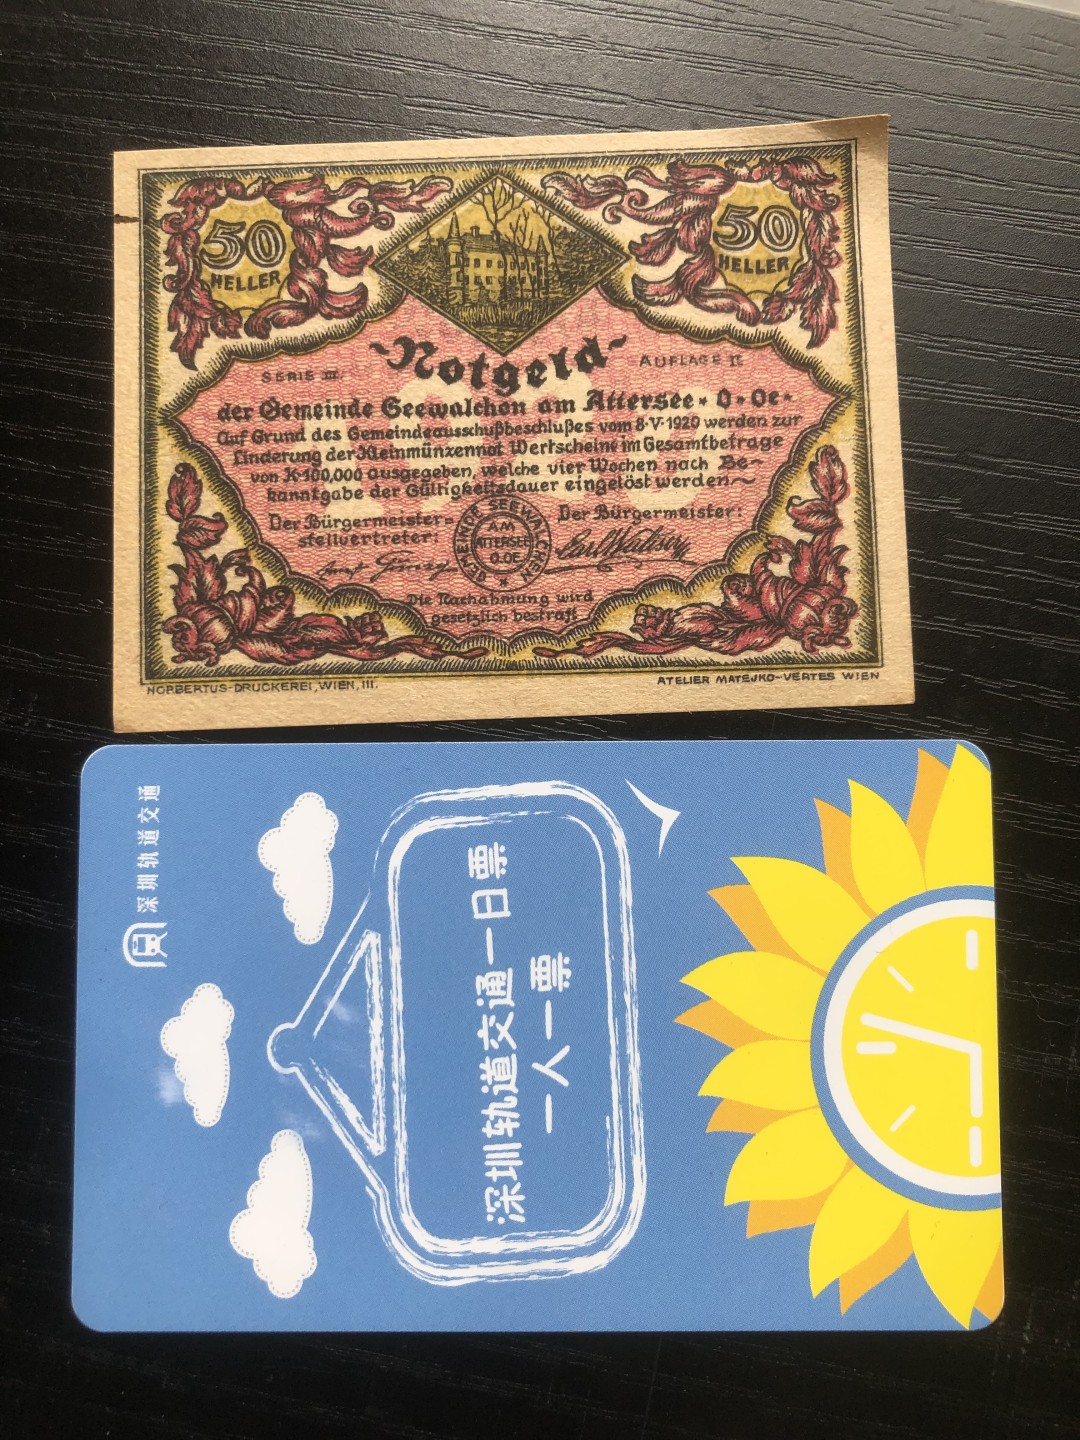 50
HELLER
50
HELLER
SERIE III.
Notgeld
AUFLAGE II.
der Gemeinde Seewalchen am Attersee * O * Oe *
Auf Grund des Gemeindeausschußbeschlußes vom 8·V·1920 werden zur
Linderung der Kleinmünzennot Wertscheine im Gesamtbetrage
von K·100,000 ausgegeben, welche vier Wochen nach Be-
kanntgabe der Gültigkeitsdauer eingelöst werden~
Der Bürgermeister=
stellvertreter:
Der Bürgermeister:
GEMEINDE SEEWALCHEN
AM
ATTERSEE
O.OE
Die Nachahmung wird
gesetzlich bestraft
NORBERTUS-DRUCKEREI, WIEN, III.
ATELIER MATEJKO-VERTES WIEN
深圳轨道交通
深圳轨道交通一日票
一人一票